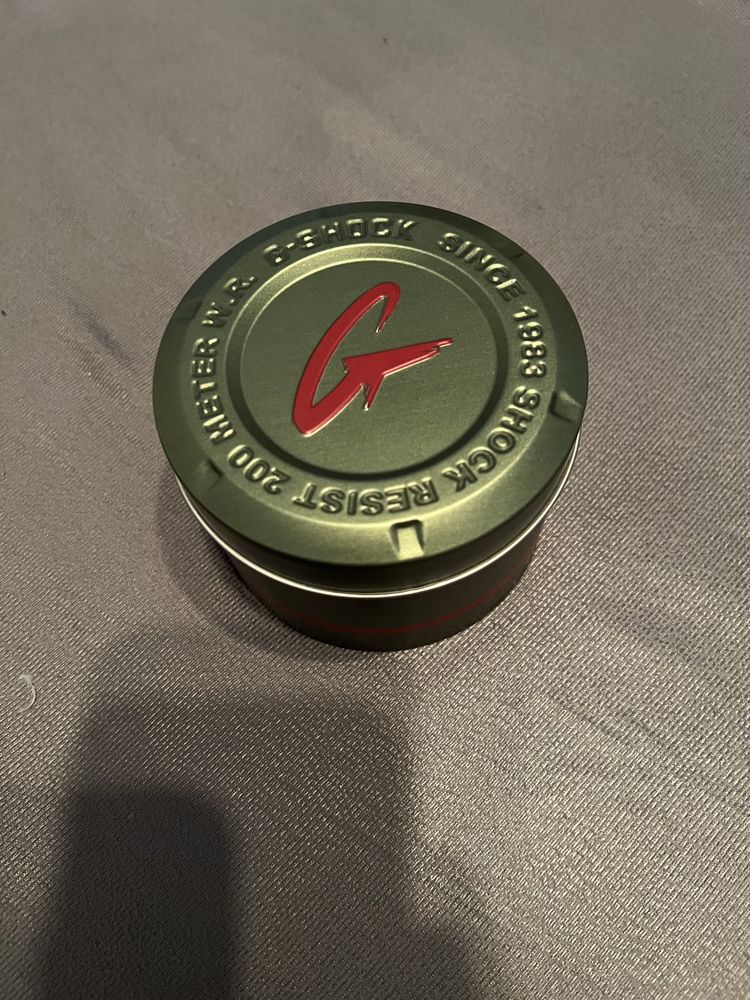 G-SHOCK SINCE 1983 SHOCK RESIST 200 METER W.R.
G